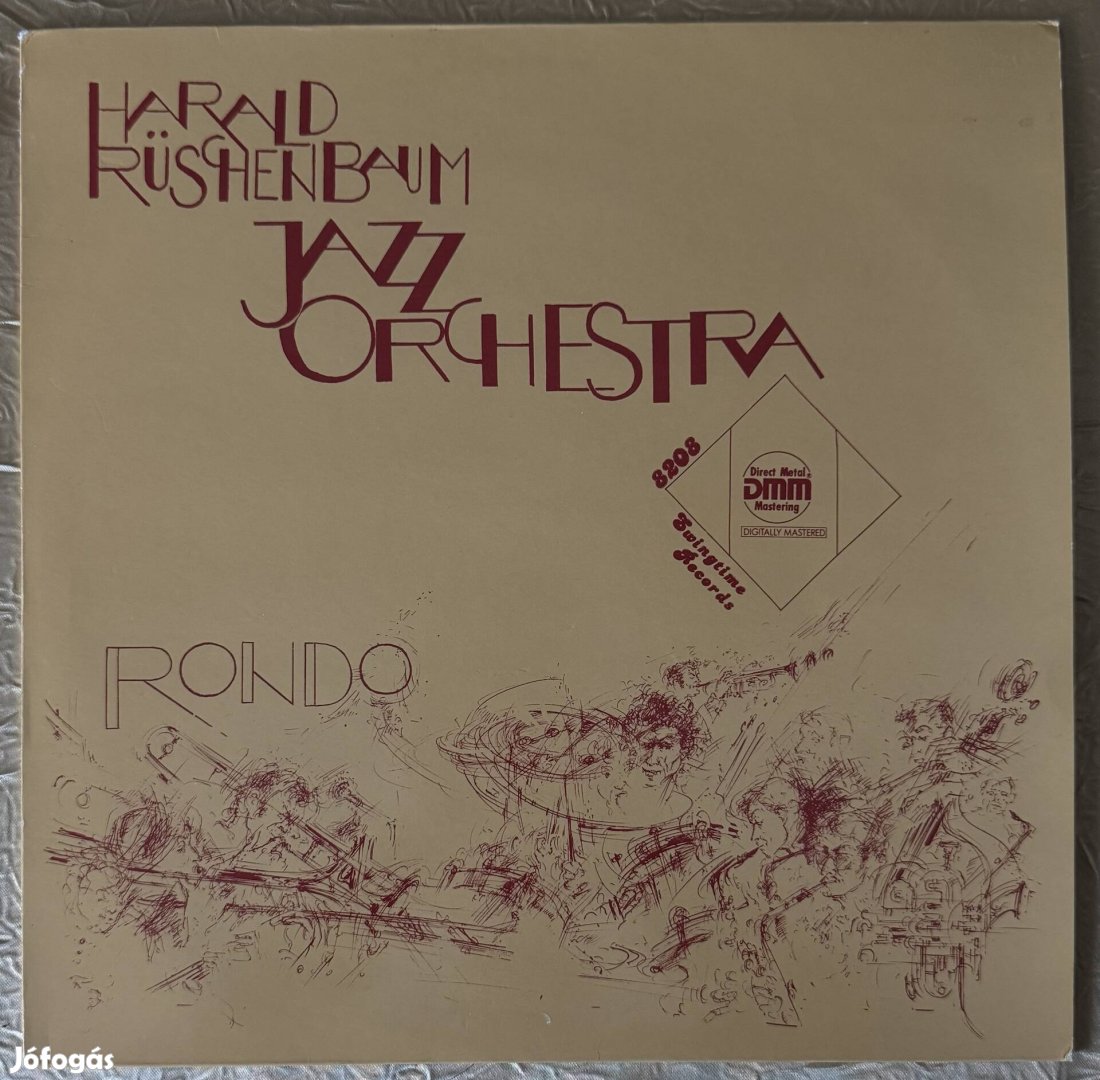 HARALD
RÜSCHENBAUM
JAZZ
ORCHESTRA
8208
Direct Metal
DMM
Mastering
DIGITALLY MASTERED
Swingtime
Records
RONDO
Jófogás